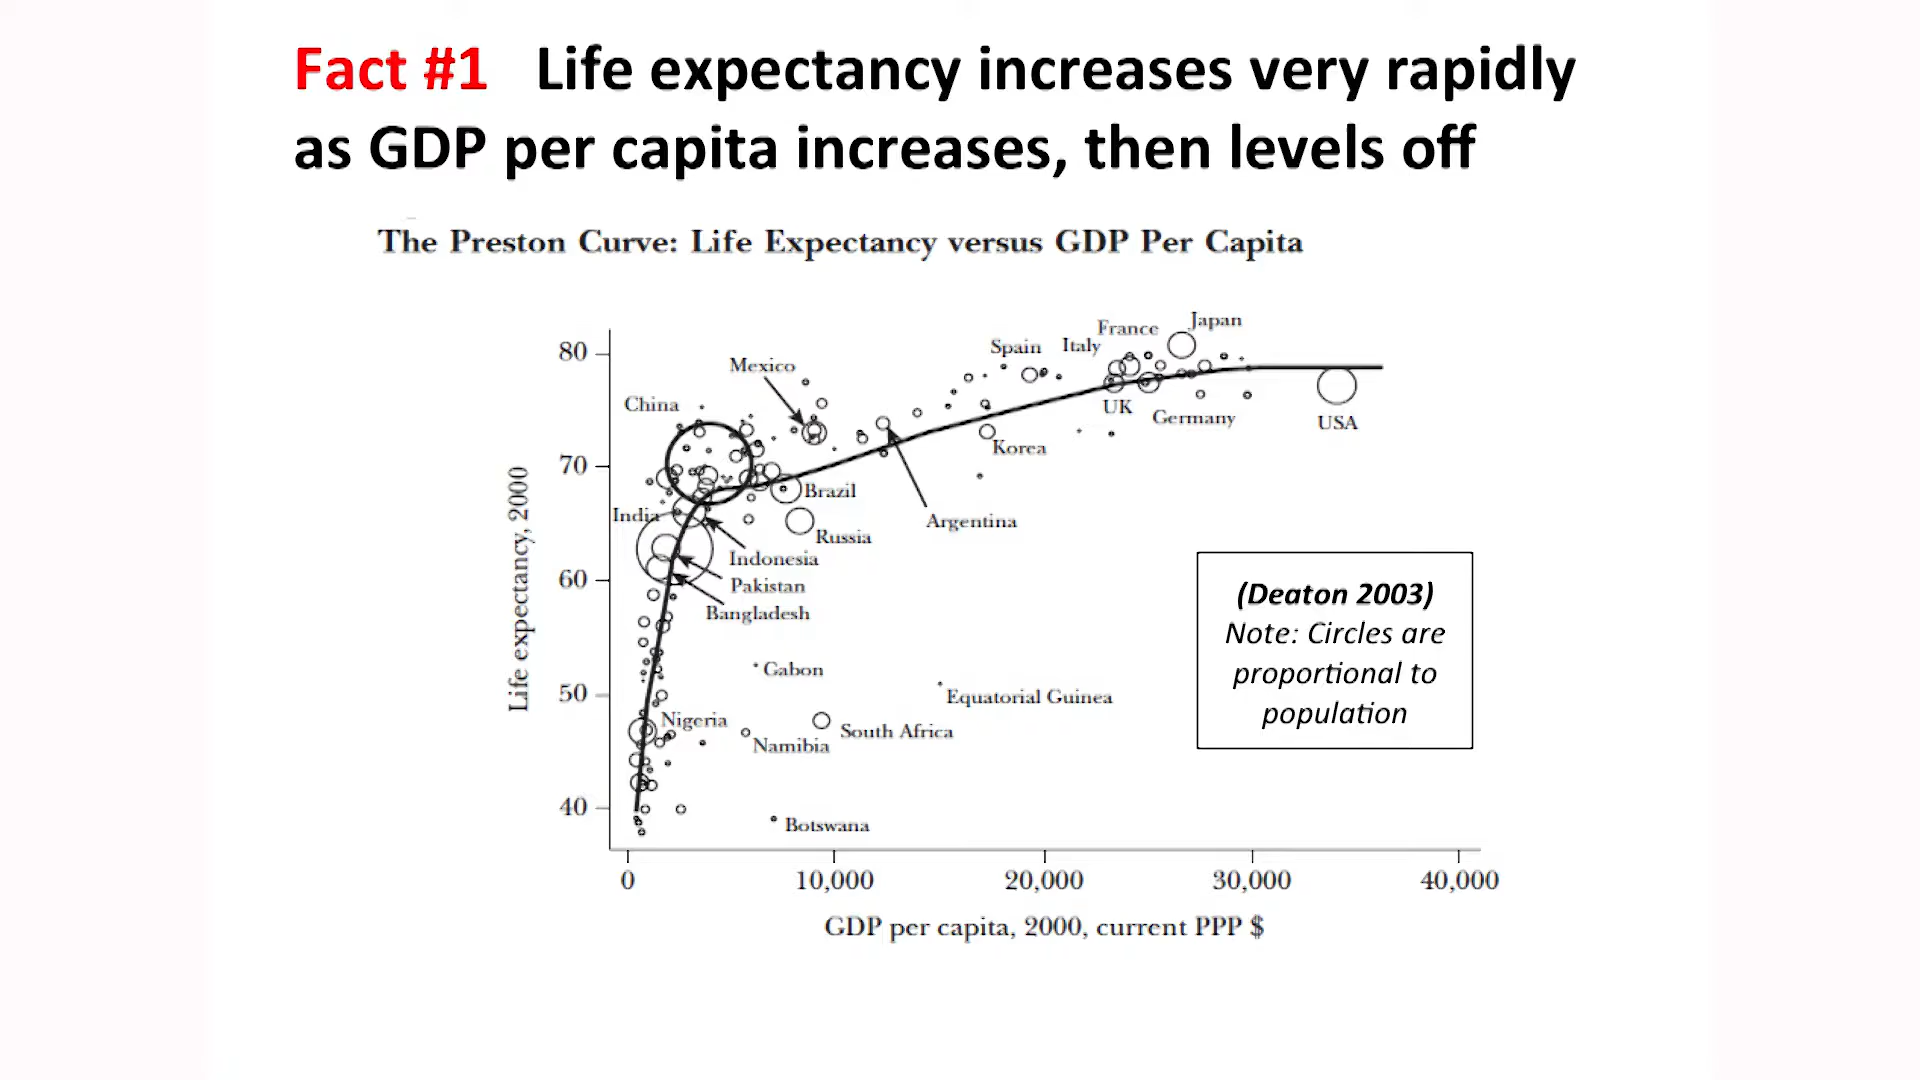 Fact #1 Life expectancy increases very rapidly
as GDP per capita increases, then levels off
The Preston Curve: Life Expectancy versus GDP Per Capita
Life expectancy, 2000
80
70
60
50
40
China
Mexico
Spain
Italy
France
Japan
UK
Germany
USA
Korea
Brazil
Argentina
India
Russia
Indonesia
Pakistan
Bangladesh
Gabon
Equatorial Guinea
Nigeria
South Africa
Namibia
Botswana
(Deaton 2003)
Note: Circles are
proportional to
population
0
10,000
20,000
30,000
40,000
GDP per capita, 2000, current PPP $